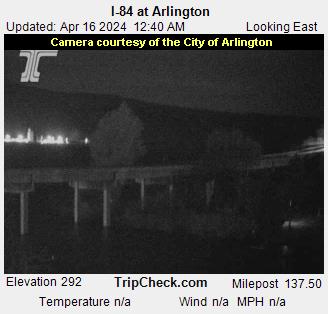 I-84 at Arlington
Updated: Apr 16 2024 12:40 AM Looking East
Camera courtesy of the City of Arlington
Elevation 292 TripCheck.com Milepost 137.50
Temperature n/a Wind n/a MPH n/a